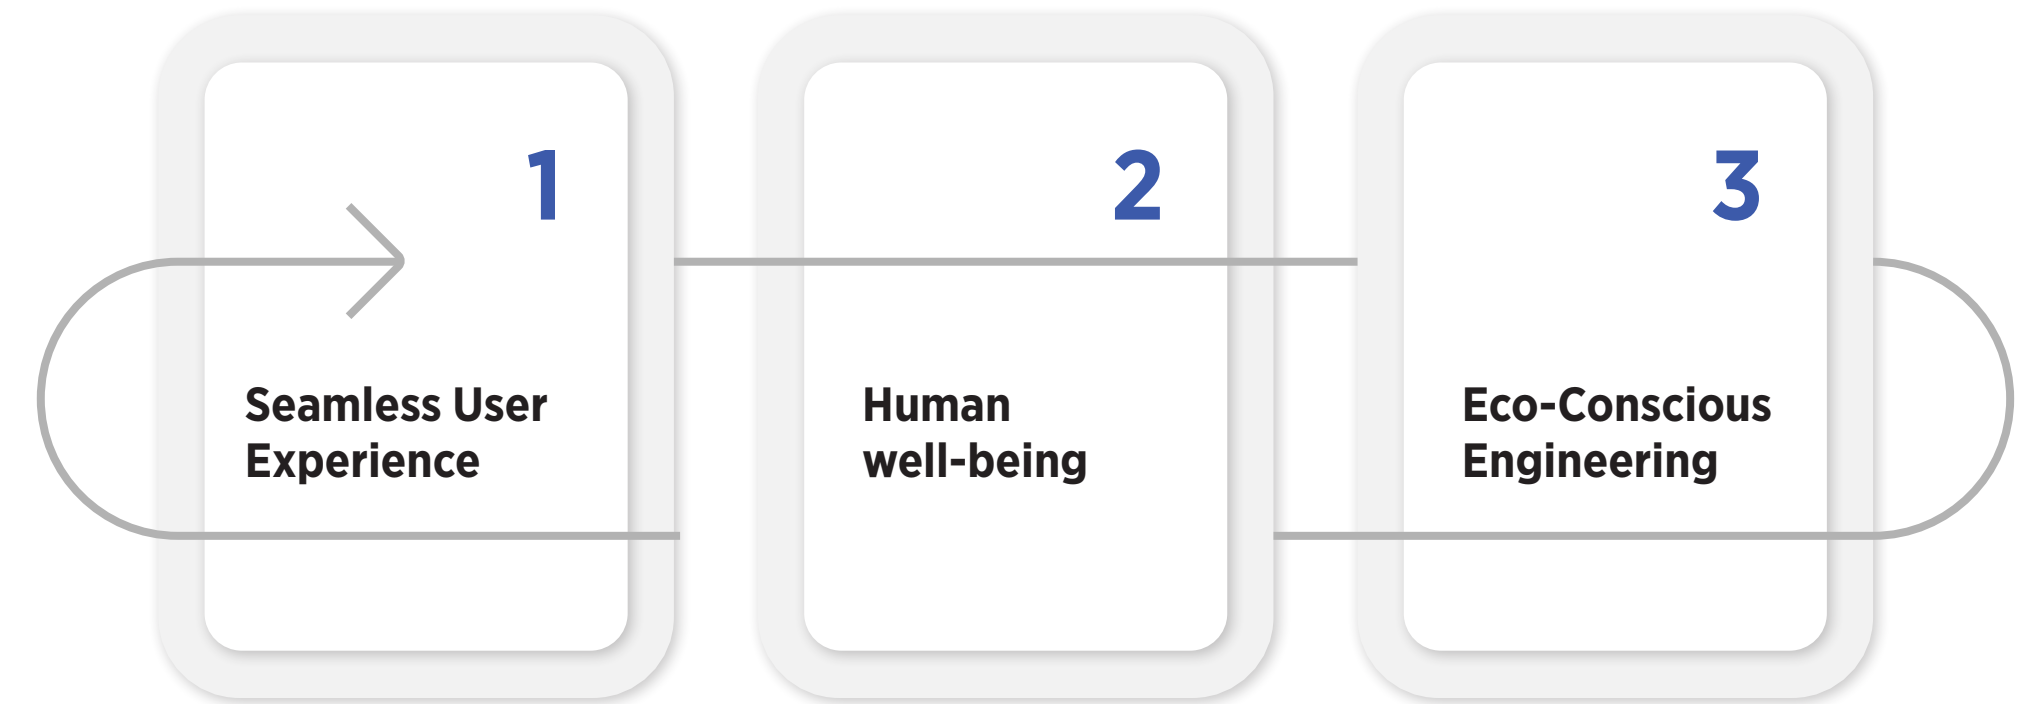 1
Seamless User
Experience
2
Human
well-being
3
Eco-Conscious
Engineering